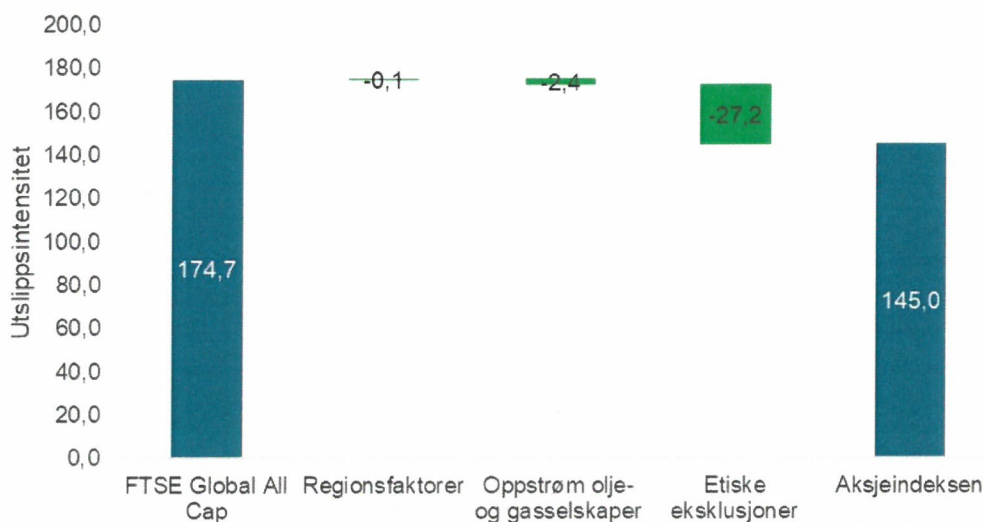 200,0
180,0
160,0
140,0
120,0
100,0
80,0
60,0
40,0
20,0
0,0
Utslippsintensitet
174,7
-0,1
-2,4
-27,2
145,0
FTSE Global All
Cap
Regionsfaktorer
Oppstrøm olje-
og gasselskaper
Etiske
eksklusjoner
Aksjeindeksen